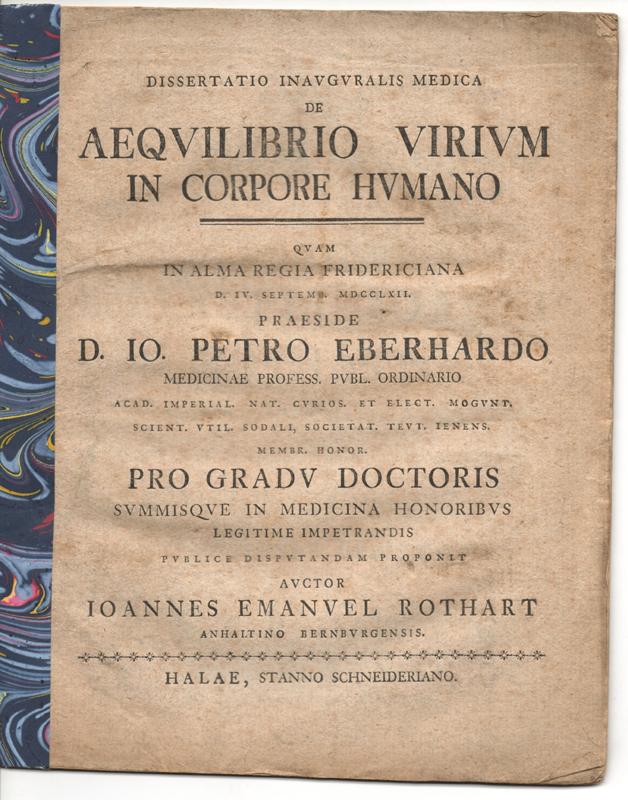 DISSERTATIO INAVGVRALIS MEDICA
DE
AEQVILIBRIO VIRIVM
IN CORPORE HVMANO
QVAM
IN ALMA REGIA FRIDERICIANA
D. IV. SEPTEMB. MDCCLXII.
PRAESIDE
D. IO. PETRO EBERHARDO
MEDICINAE PROFESS. PVBL. ORDINARIO
ACAD. IMPERIAL. NAT. CVRIOS. ET ELECT. MOGVNT.
SCIENT. VTIL. SODALI, SOCIETAT. TEVT. IENENS.
MEMBR. HONOR.
PRO GRADV DOCTORIS
SVMMISQVE IN MEDICINA HONORIBVS
LEGITIME IMPETRANDIS
PVBLICE DISPVTANDAM PROPONIT
AVCTOR
IOANNES EMANVEL ROTHART
ANHALTINO BERNBVRGENSIS.
HALAE, STANNO SCHNEIDERIANO.